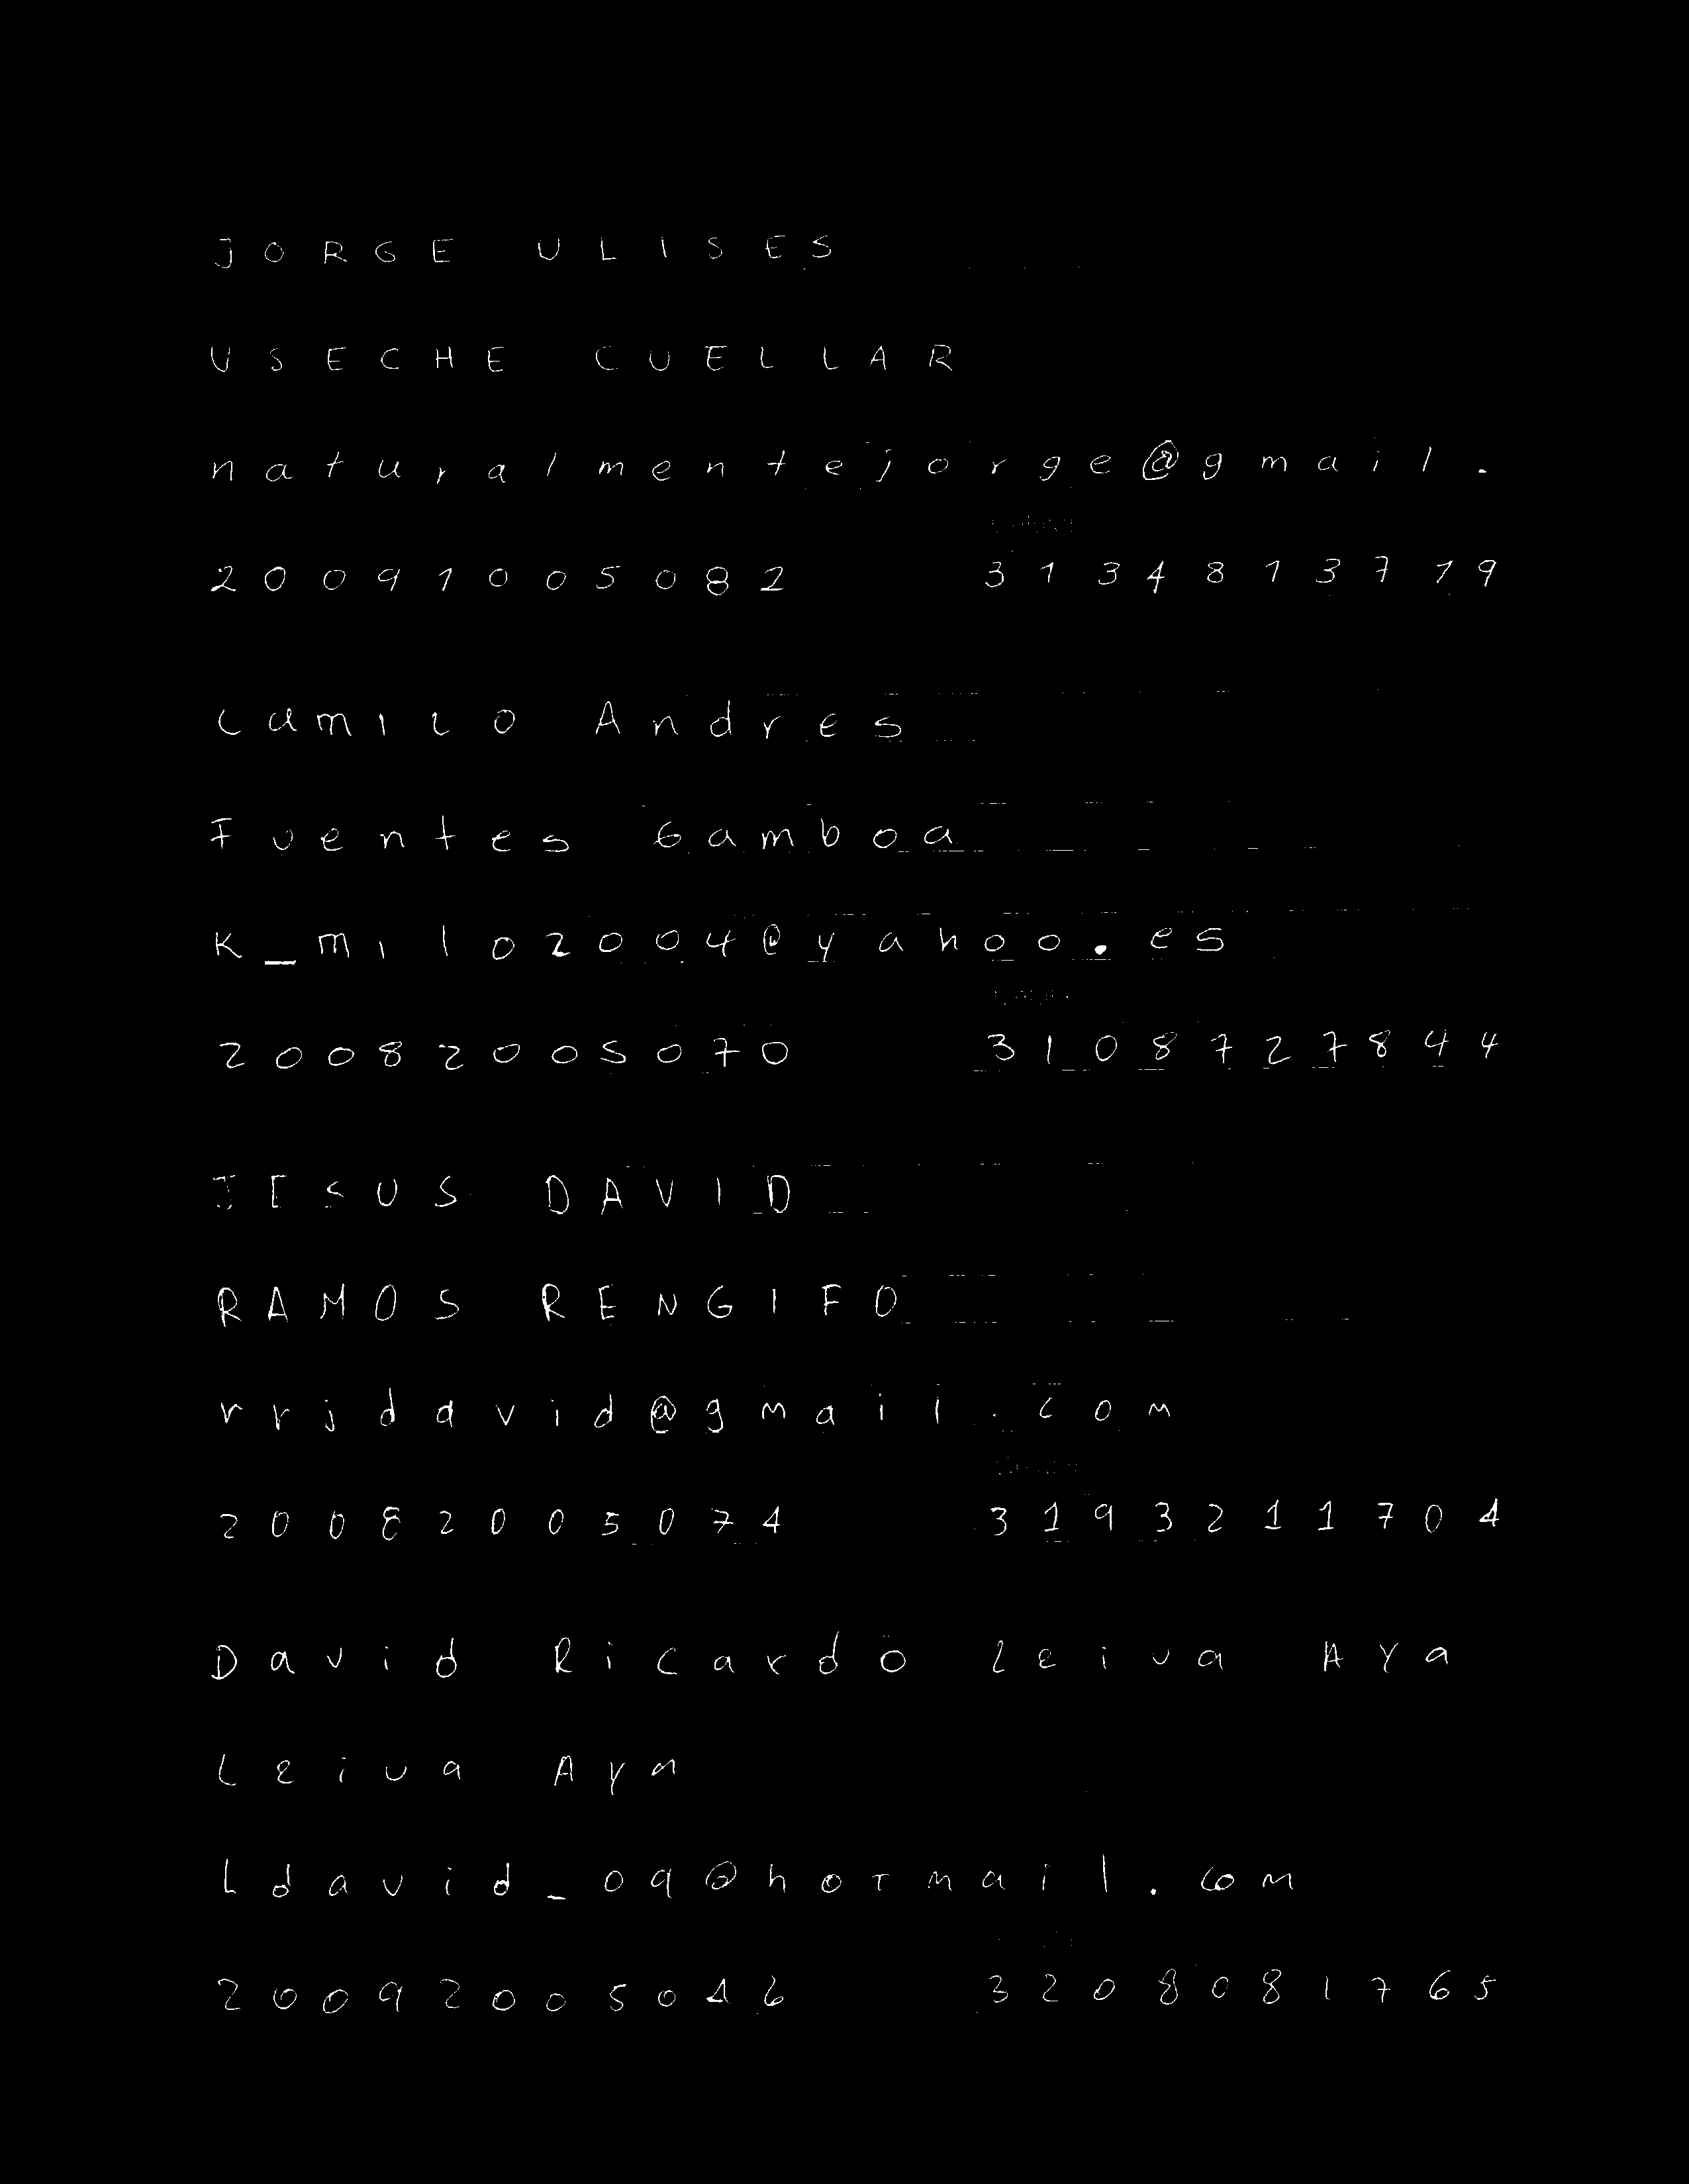 JORGE ULISES
USECHE CUELLAR
naturalmentejorge@gmail.
20091005082 3134813719
Camilo Andres
Fuentes Gamboa
K_milo2004@yahoo.es
20082005070 3108727844
JESUS DAVID
RAMOS RENGIFO
rrjdavid@gmail.com
20082005074 3193211704
David Ricardo Leiva Aya
Leiva Aya
Ldavid_09@hotmail.com
20092005046 3208081765